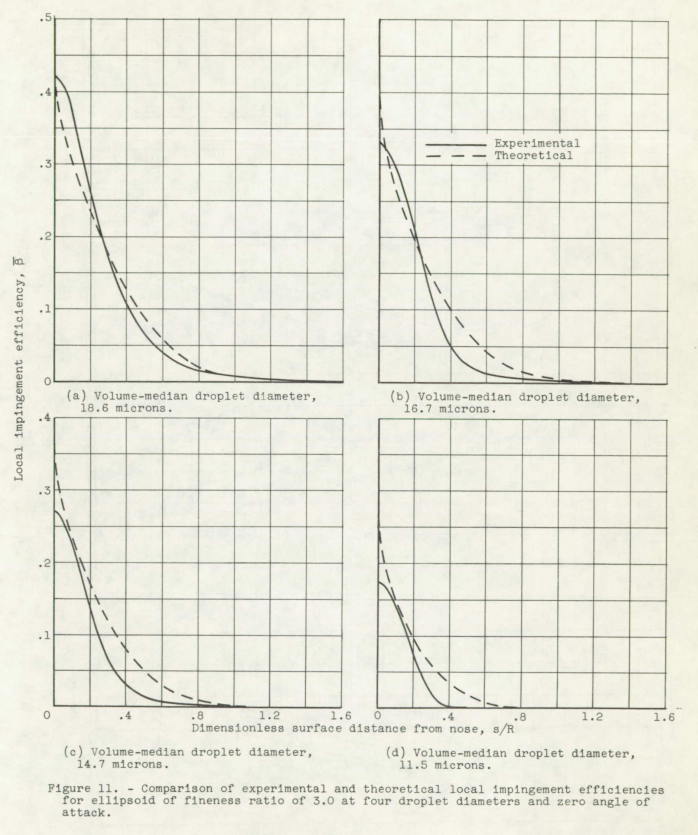 .5
.4
.3
.2
.1
0
Experimental
Theoretical
(a) Volume-median droplet diameter,
18.6 microns.
(b) Volume-median droplet diameter,
16.7 microns.
Local impingement efficiency, β̅
.4
.3
.2
.1
0 .4 .8 1.2 1.6
0 .4 .8 1.2 1.6
Dimensionless surface distance from nose, s/R
(c) Volume-median droplet diameter,
14.7 microns.
(d) Volume-median droplet diameter,
11.5 microns.
Figure 11. - Comparison of experimental and theoretical local impingement efficiencies
for ellipsoid of fineness ratio of 3.0 at four droplet diameters and zero angle of
attack.